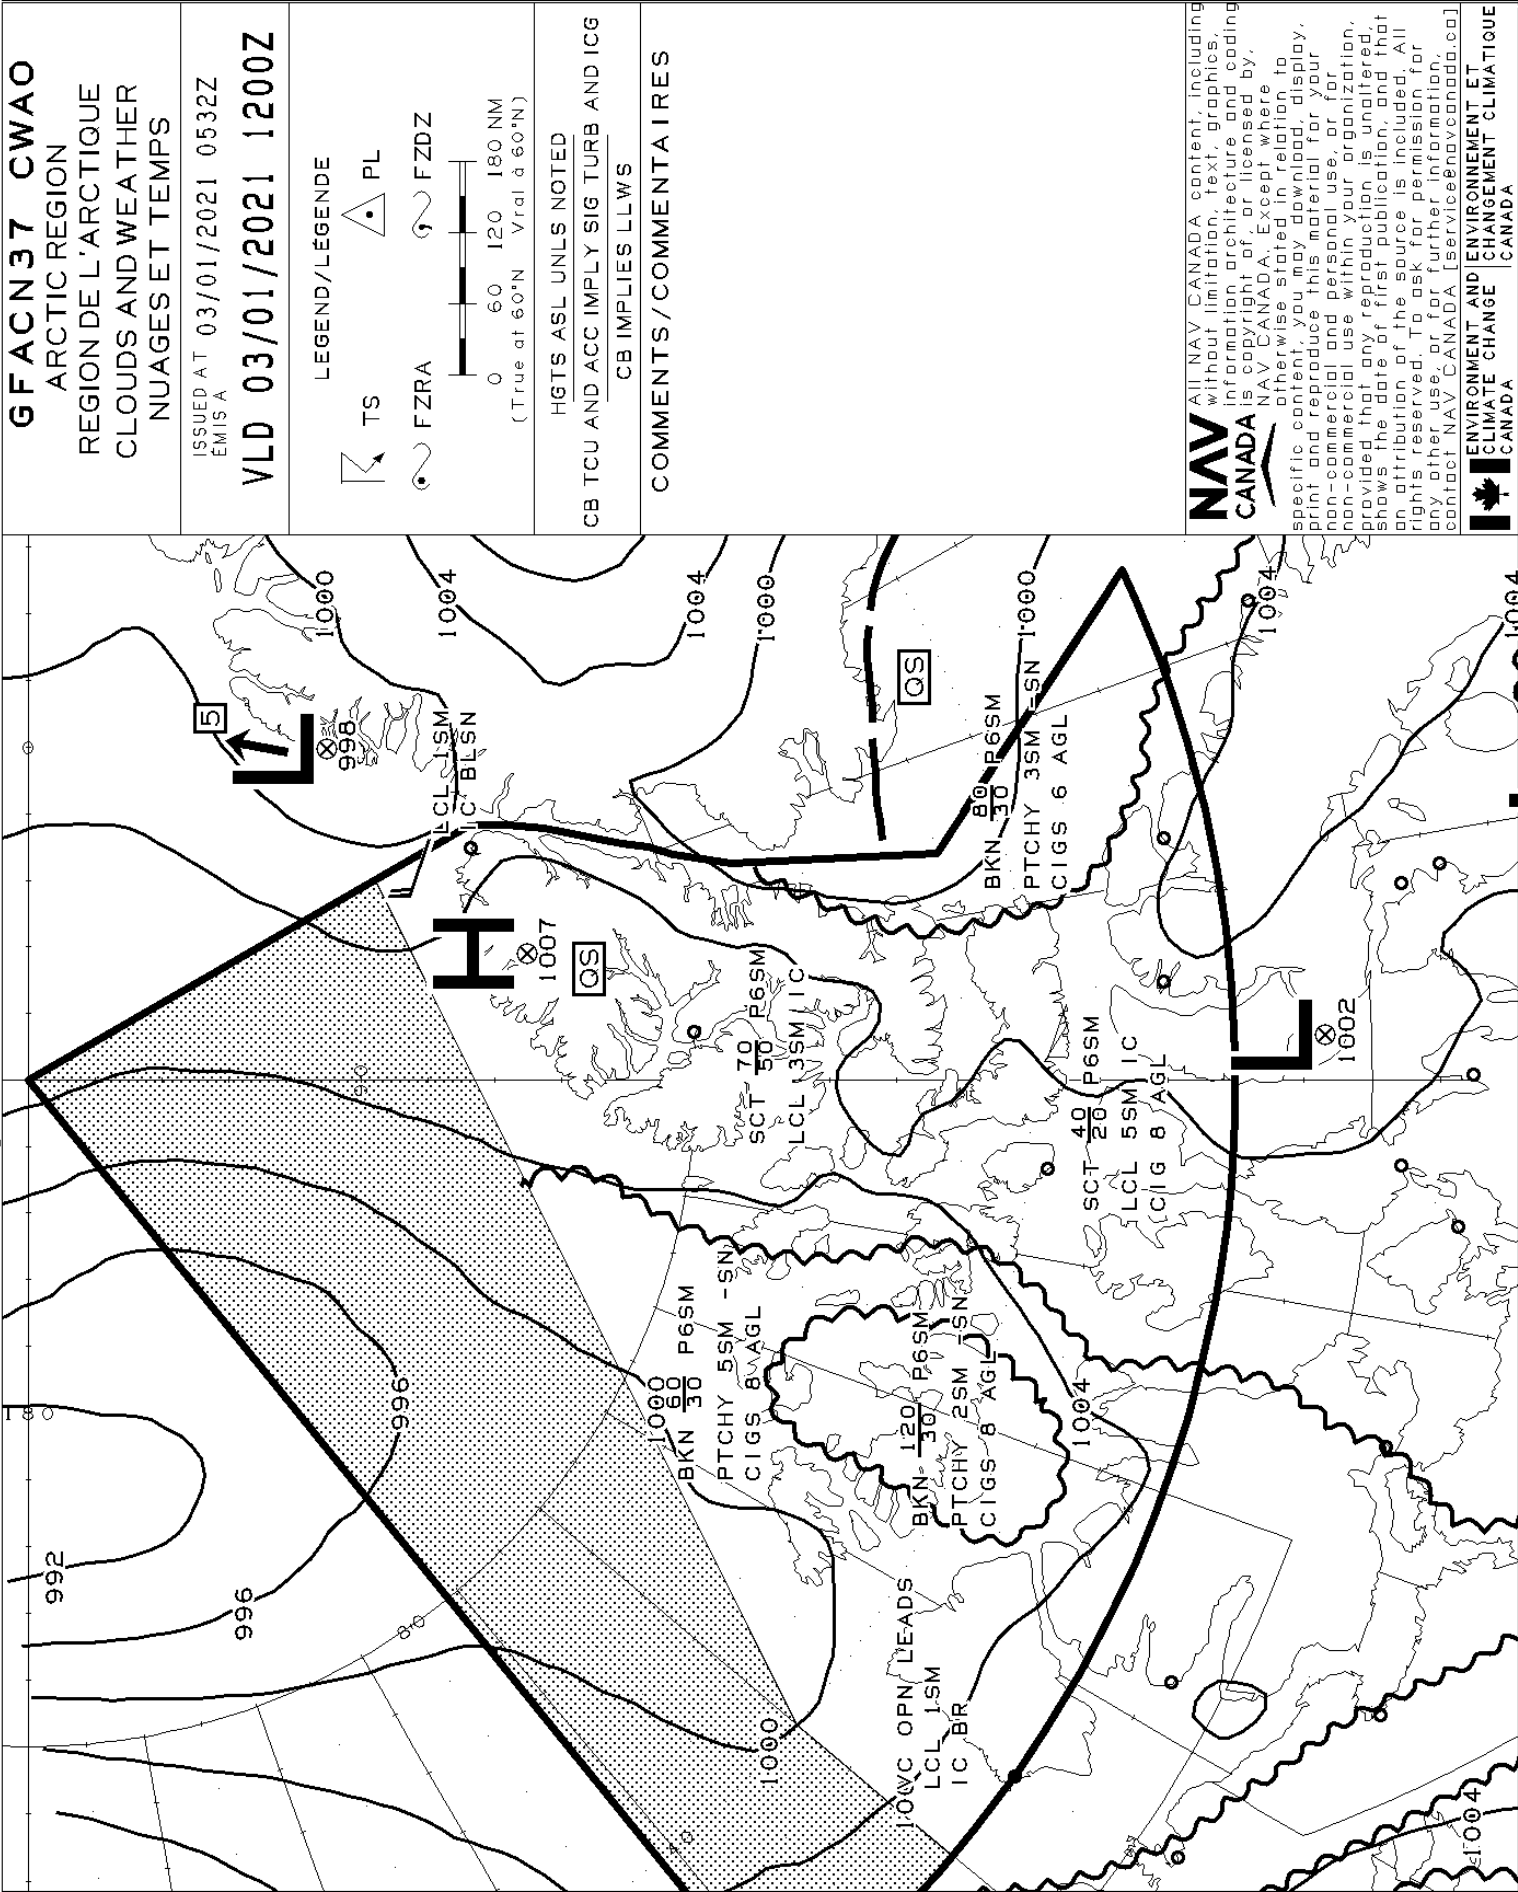 GFACN37 CWAO
ARCTIC REGION
REGION DE L'ARCTIQUE
CLOUDS AND WEATHER
NUAGES ET TEMPS
ISSUED AT 03/01/2021 0532Z
ÉMIS A
VLD 03/01/2021 1200Z
LEGEND/LÉGENDE
TS
PL
FZRA
FZDZ
0 60 120 180 NM
(True at 60°N Vrai à 60°N)
HGTS ASL UNLS NOTED
CB TCU AND ACC IMPLY SIG TURB AND ICG
CB IMPLIES LLWS
COMMENTS/COMMENTAIRES
NAV
CANADA
All NAV CANADA content, including
without limitation, text, graphics,
information architecture and coding
is copyright of, or licensed by,
NAV CANADA. Except where
otherwise stated in relation to
specific content, you may download, display,
print and reproduce this material for your
non-commercial and personal use, or for
non-commercial use within your organization,
provided that any reproduction is unaltered,
shows the date of first publication, and that
an attribution of the source is included. All
rights reserved. To ask for permission for
any other use, or for further information,
contact NAV CANADA [service@navcanada.ca]
ENVIRONMENT AND
CLIMATE CHANGE
CANADA
ENVIRONNEMENT ET
CHANGEMENT CLIMATIQUE
CANADA
992
996
996
180
80
90
5
L
998
1000
1004
1004
1000
1000
1004
1004
LCL 1SM
IC BLSN
H
1007
QS
QS
BKN 80/30 P6SM
PTCHY 3SM -SN
CIGS 6 AGL
SCT 70/50 P6SM
LCL 3SM IC
SCT 40/20 P6SM
LCL 5SM IC
CIG 8 AGL
L
1002
1000
BKN 60/30 P6SM
PTCHY 5SM -SN
CIGS 8 AGL
BKN 120/30 P6SM
PTCHY 2SM -SN
CIGS 8 AGL
1004
1000
10 VC OPN LEADS
LCL 1SM
IC BR
1004